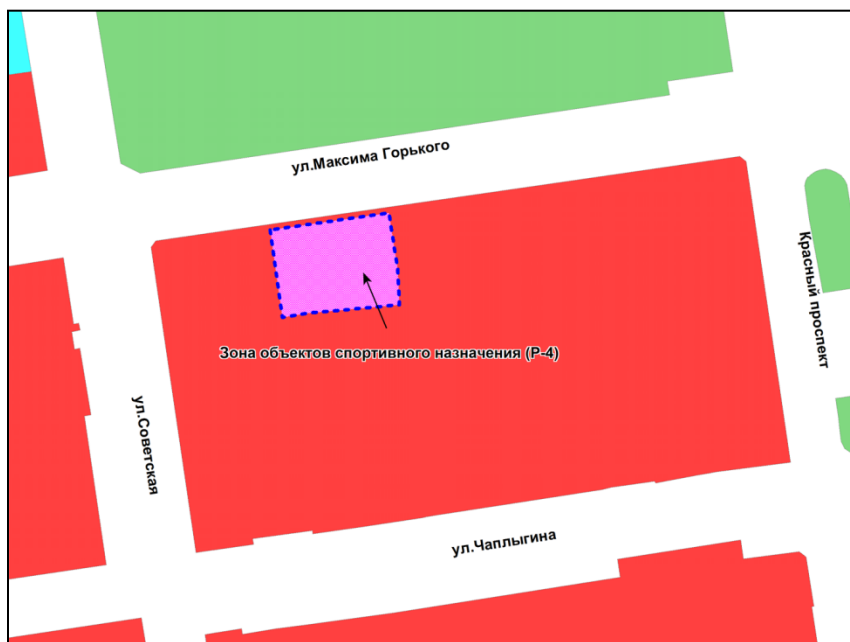 ул.Максима Горького
Красный проспект
Зона объектов спортивного назначения (Р-4)
ул.Советская
ул.Чаплыгина